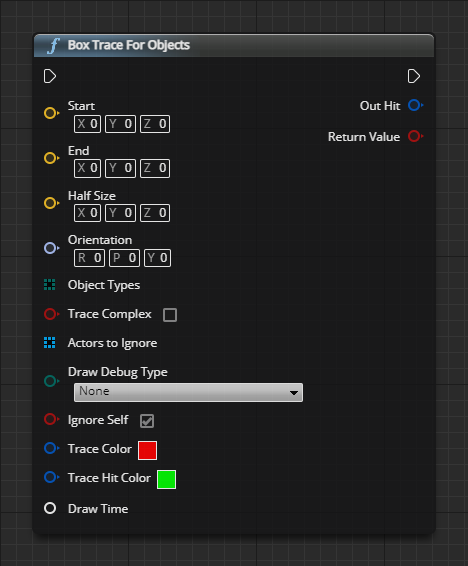 f Box Trace For Objects
Start
Out Hit
X 0 Y 0 Z 0
Return Value
End
X 0 Y 0 Z 0
Half Size
X 0 Y 0 Z 0
Orientation
R 0 P 0 Y 0
Object Types
Trace Complex
Actors to Ignore
Draw Debug Type
None
Ignore Self
Trace Color
Trace Hit Color
Draw Time